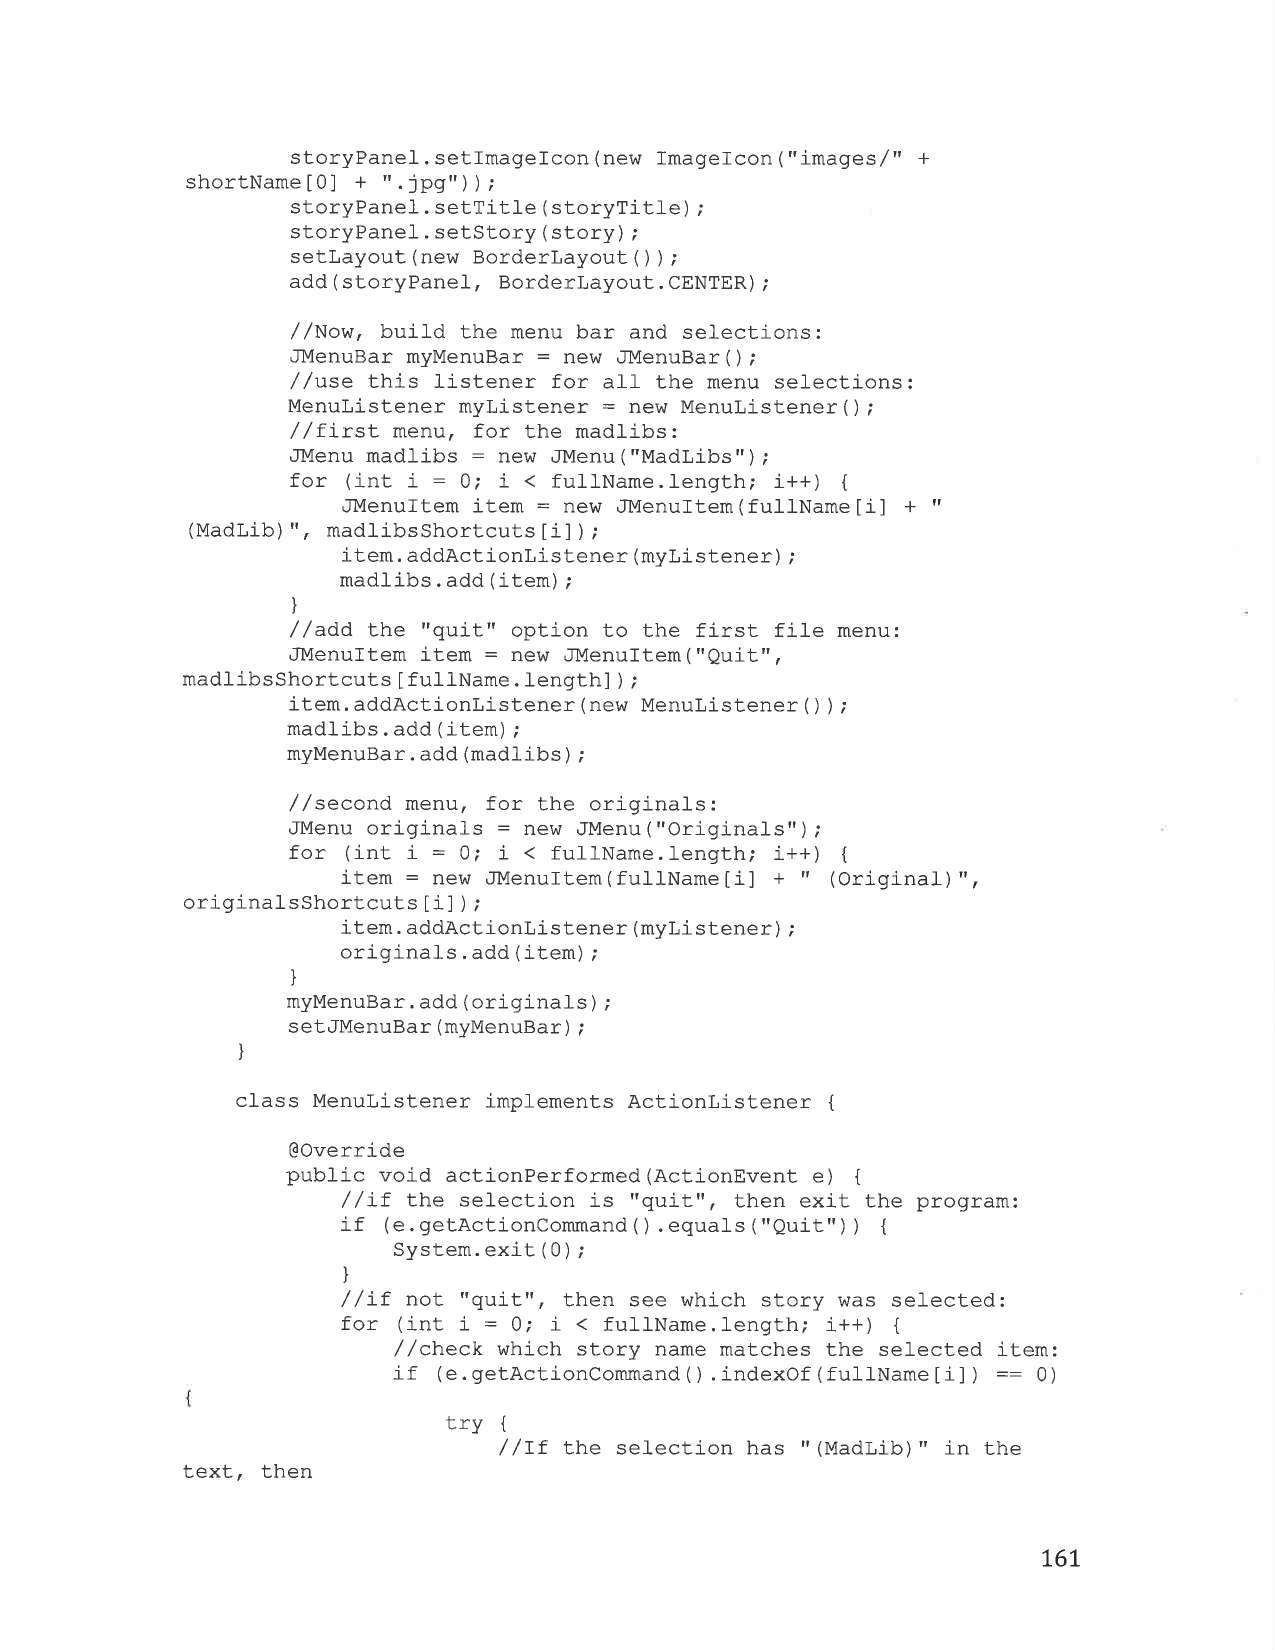 storyPanel.setImageIcon(new ImageIcon("images/" +
shortName[0] + ".jpg"));
        storyPanel.setTitle(storyTitle);
        storyPanel.setStory(story);
        setLayout(new BorderLayout());
        add(storyPanel, BorderLayout.CENTER);

        //Now, build the menu bar and selections:
        JMenuBar myMenuBar = new JMenuBar();
        //use this listener for all the menu selections:
        MenuListener myListener = new MenuListener();
        //first menu, for the madlibs:
        JMenu madlibs = new JMenu("MadLibs");
        for (int i = 0; i < fullName.length; i++) {
            JMenuItem item = new JMenuItem(fullName[i] + "
(MadLib)", madlibsShortcuts[i]);
            item.addActionListener(myListener);
            madlibs.add(item);
        }
        //add the "quit" option to the first file menu:
        JMenuItem item = new JMenuItem("Quit",
madlibsShortcuts[fullName.length]);
        item.addActionListener(new MenuListener());
        madlibs.add(item);
        myMenuBar.add(madlibs);

        //second menu, for the originals:
        JMenu originals = new JMenu("Originals");
        for (int i = 0; i < fullName.length; i++) {
            item = new JMenuItem(fullName[i] + " (Original)",
originalsShortcuts[i]);
            item.addActionListener(myListener);
            originals.add(item);
        }
        myMenuBar.add(originals);
        setJMenuBar(myMenuBar);
    }

    class MenuListener implements ActionListener {

        @Override
        public void actionPerformed(ActionEvent e) {
            //if the selection is "quit", then exit the program:
            if (e.getActionCommand().equals("Quit")) {
                System.exit(0);
            }
            //if not "quit", then see which story was selected:
            for (int i = 0; i < fullName.length; i++) {
                //check which story name matches the selected item:
                if (e.getActionCommand().indexOf(fullName[i]) == 0)
{
                    try {
                        //If the selection has "(MadLib)" in the
text, then

161